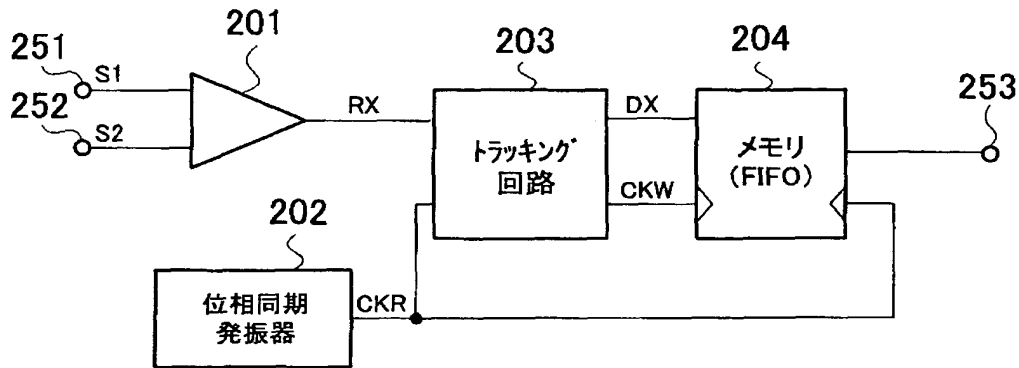 201
203
204
251
S1
252
S2
RX
DX
253
トラッキング
回路
メモリ
(FIFO)
CKW
202
位相同期
発振器
CKR